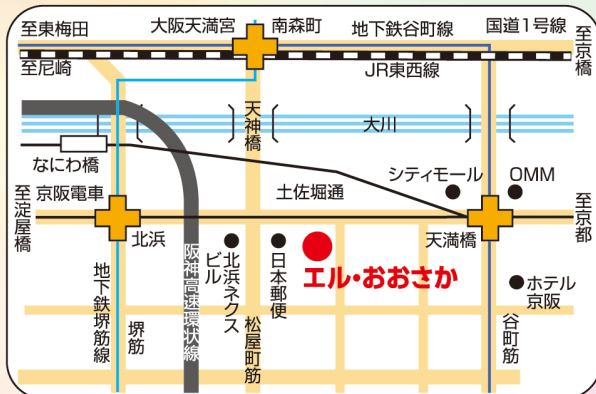 至東梅田
大阪天満宮
南森町
地下鉄谷町線
国道1号線
至京橋
至尼崎
JR東西線
天神橋
大川
なにわ橋
シティモール
OMM
至淀屋橋
京阪電車
土佐堀通
至京都
北浜
天満橋
阪神高速環状線
北浜ネクスビル
日本郵便
エル・おおさか
ホテル京阪
地下鉄堺筋線
堺筋
松屋町筋
谷町筋